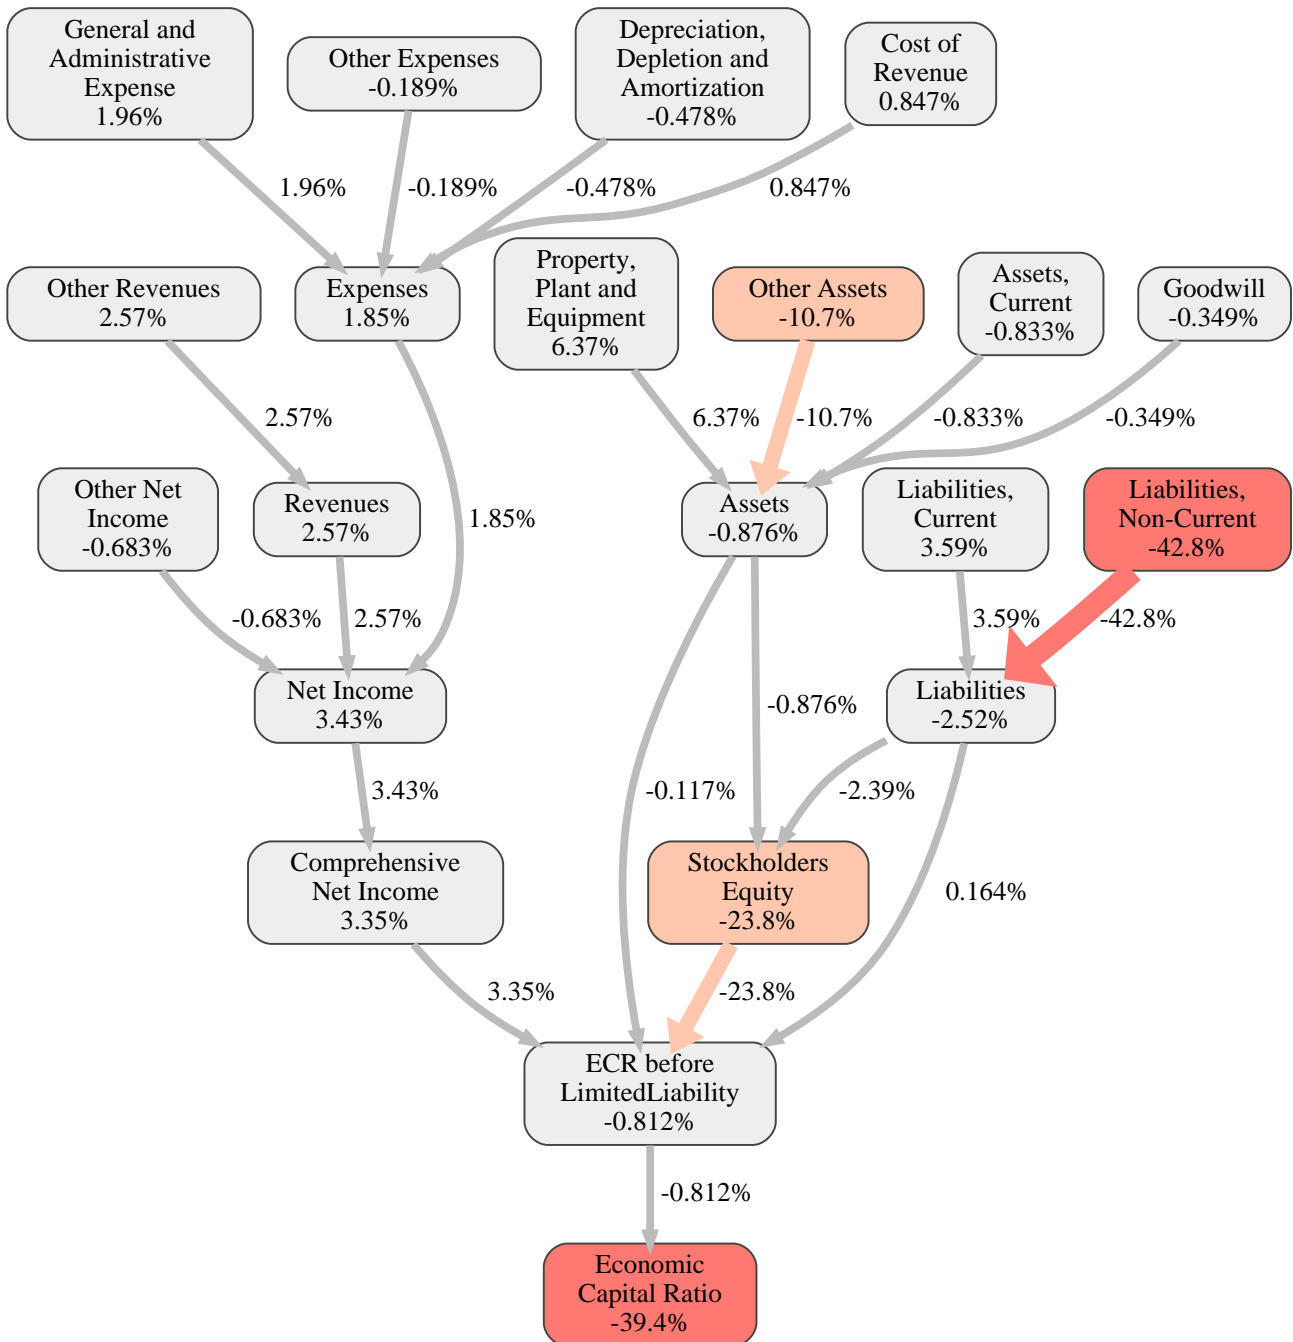 General and
Administrative
Expense
1.96%
Other Expenses
-0.189%
Depreciation,
Depletion and
Amortization
-0.478%
Cost of
Revenue
0.847%
1.96%
-0.189%
-0.478%
0.847%
Other Revenues
2.57%
Expenses
1.85%
Property,
Plant and
Equipment
6.37%
Other Assets
-10.7%
Assets,
Current
-0.833%
Goodwill
-0.349%
2.57%
6.37%
-10.7%
-0.833%
-0.349%
Other Net
Income
-0.683%
Revenues
2.57%
1.85%
Assets
-0.876%
Liabilities,
Current
3.59%
Liabilities,
Non-Current
-42.8%
-0.683%
2.57%
3.59%
-42.8%
Net Income
3.43%
-0.876%
Liabilities
-2.52%
3.43%
-0.117%
-2.39%
Comprehensive
Net Income
3.35%
Stockholders
Equity
-23.8%
0.164%
3.35%
-23.8%
ECR before
LimitedLiability
-0.812%
-0.812%
Economic
Capital Ratio
-39.4%